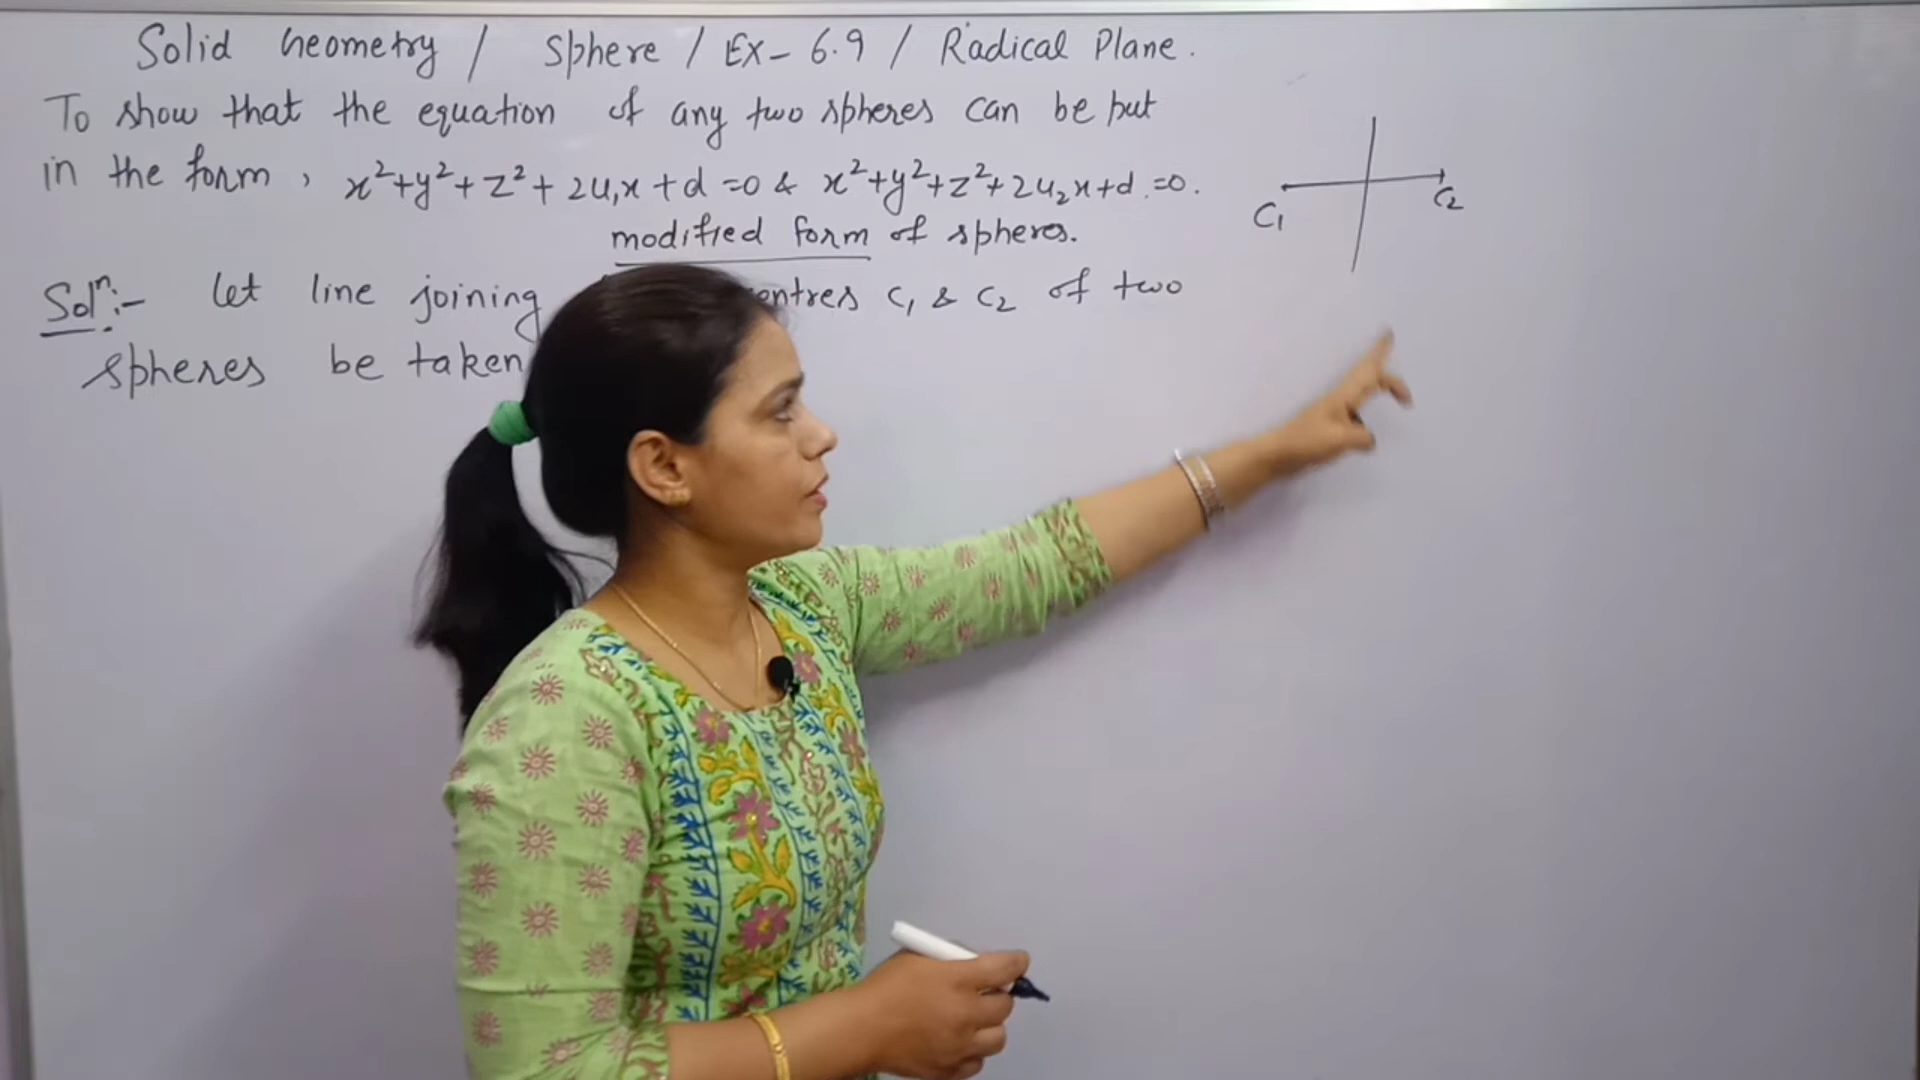 Solid Geometry / Sphere / Ex- 6.9 / Radical Plane.
To show that the equation of any two spheres can be put
in the form, x²+y²+z²+2u₁x+d=0 & x²+y²+z²+2u₂x+d.=0.
modified form of spheres.
Solⁿ:- Let line joining centres C₁ & C₂ of two
spheres be taken
C₁ C₂